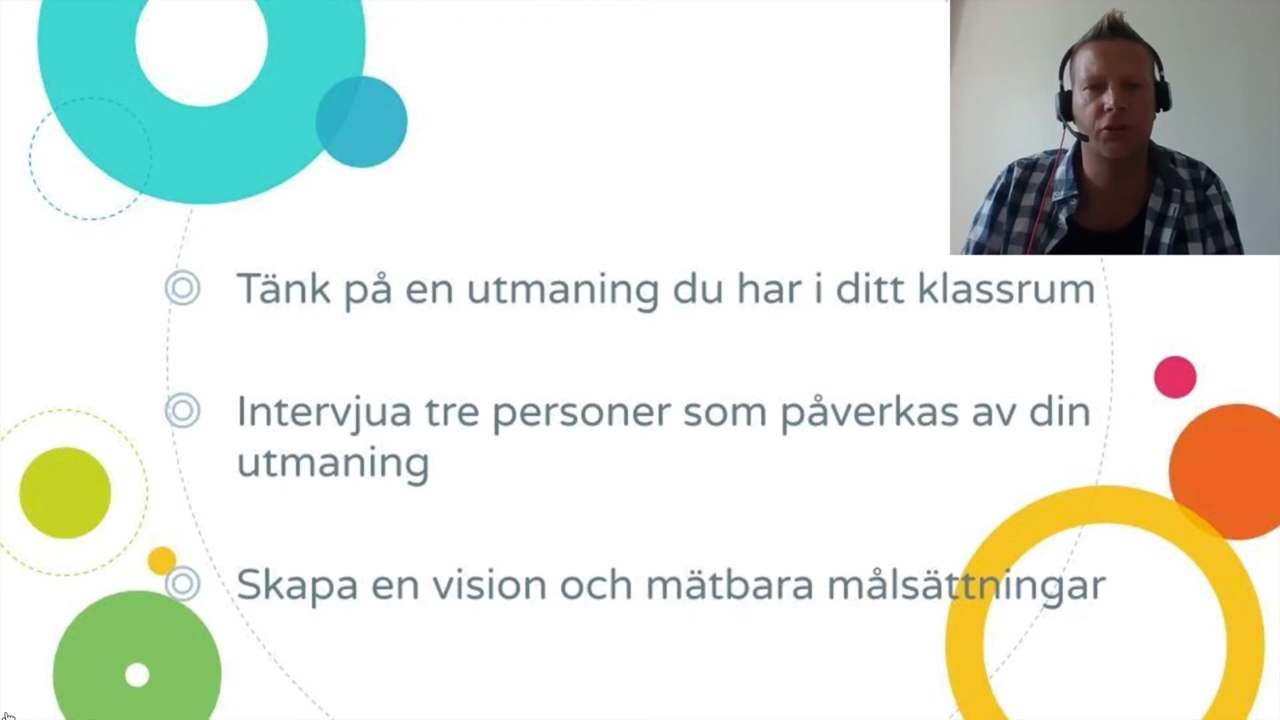 Tänk på en utmaning du har i ditt klassrum
Intervjua tre personer som påverkas av din
utmaning
Skapa en vision och mätbara målsättningar